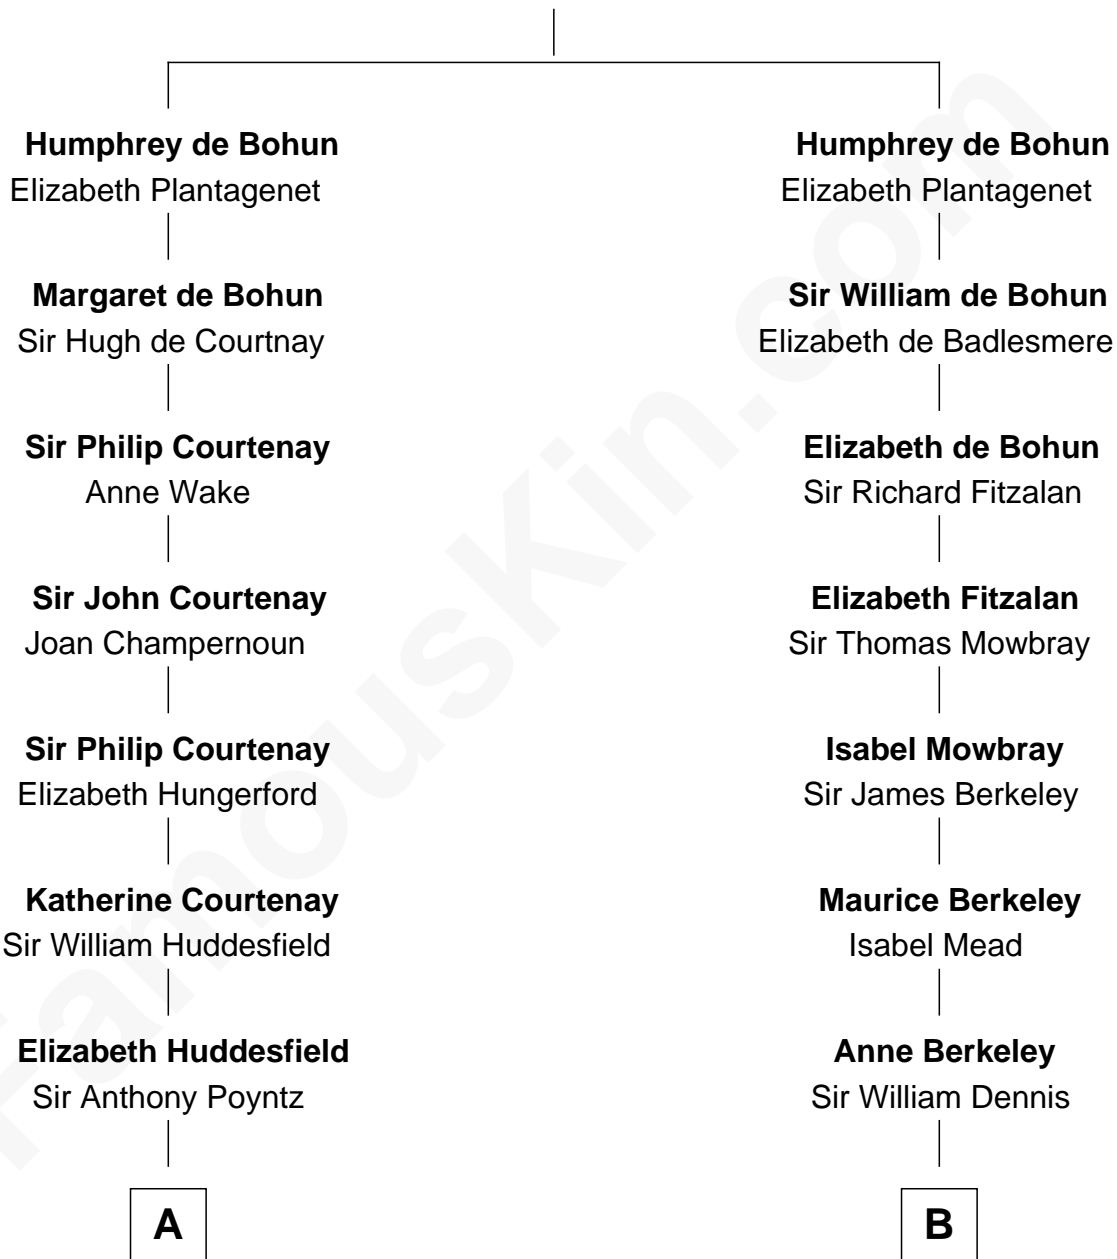 Humphrey de Bohun
Elizabeth Plantagenet
Margaret de Bohun
Sir Hugh de Courtnay
Sir Philip Courtenay
Anne Wake
Sir John Courtenay
Joan Champernoun
Sir Philip Courtenay
Elizabeth Hungerford
Katherine Courtenay
Sir William Huddesfield
Elizabeth Huddesfield
Sir Anthony Poyntz
A
Humphrey de Bohun
Elizabeth Plantagenet
Sir William de Bohun
Elizabeth de Badlesmere
Elizabeth de Bohun
Sir Richard Fitzalan
Elizabeth Fitzalan
Sir Thomas Mowbray
Isabel Mowbray
Sir James Berkeley
Maurice Berkeley
Isabel Mead
Anne Berkeley
Sir William Dennis
B
FamousKin.com